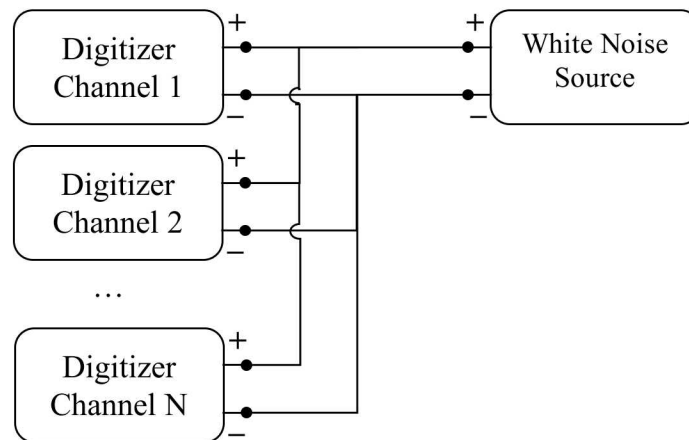 +
+
Digitizer
Channel 1
White Noise
Source
−
−
+
Digitizer
Channel 2
−
...
+
Digitizer
Channel N
−